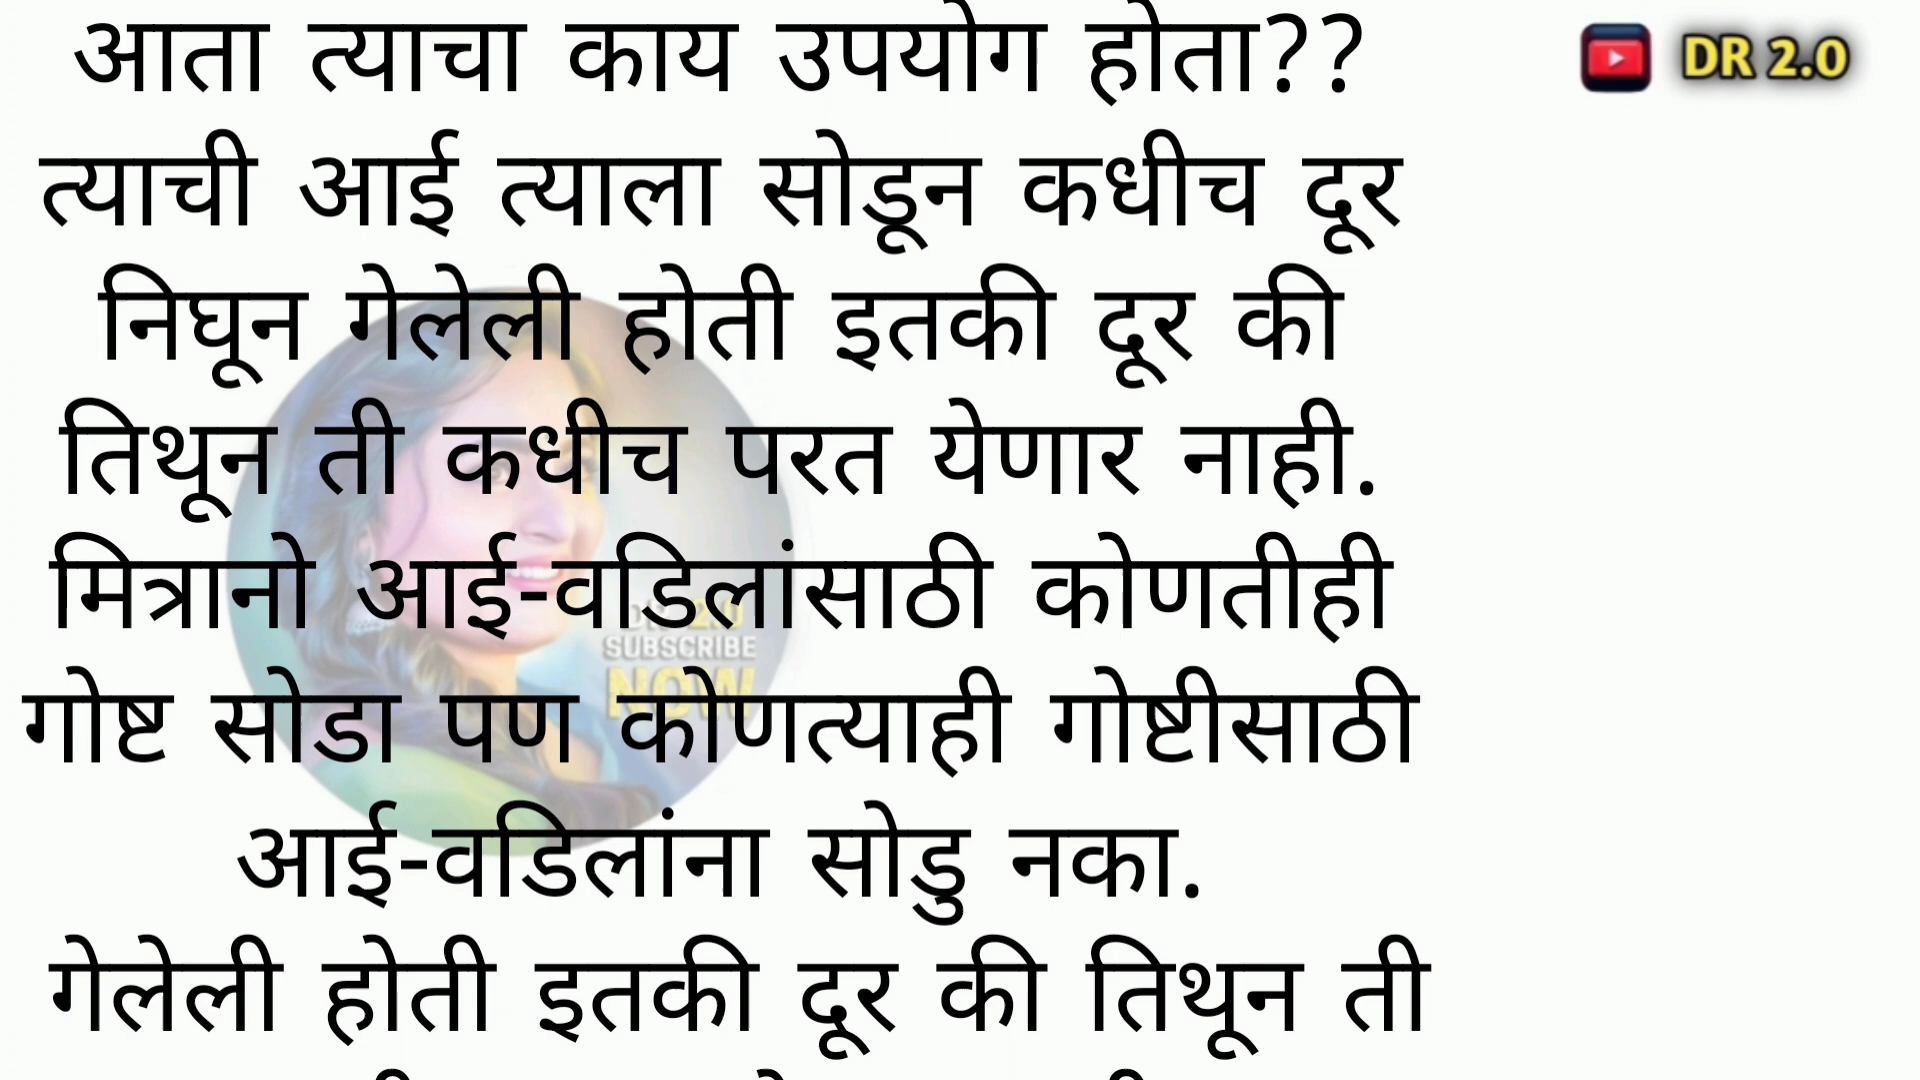 आता त्याचा काय उपयोग होता??
DR 2.0
त्याची आई त्याला सोडून कधीच दूर
निघून गेलेली होती इतकी दूर की
तिथून ती कधीच परत येणार नाही.
मित्रानो आई-वडिलांसाठी कोणतीही
SUBSCRIBE
NOW
गोष्ट सोडा पण कोणत्याही गोष्टीसाठी
आई-वडिलांना सोडु नका.
गेलेली होती इतकी दूर की तिथून ती